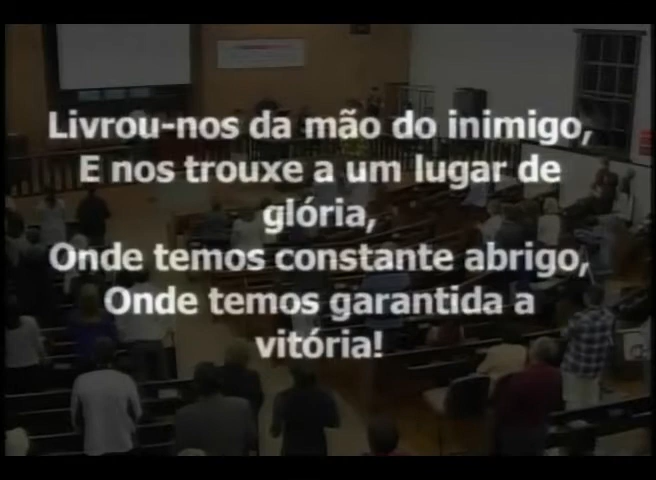 Livrou-nos da mão do inimigo,
E nos trouxe a um lugar de
glória,
Onde temos constante abrigo,
Onde temos garantida a
vitória!